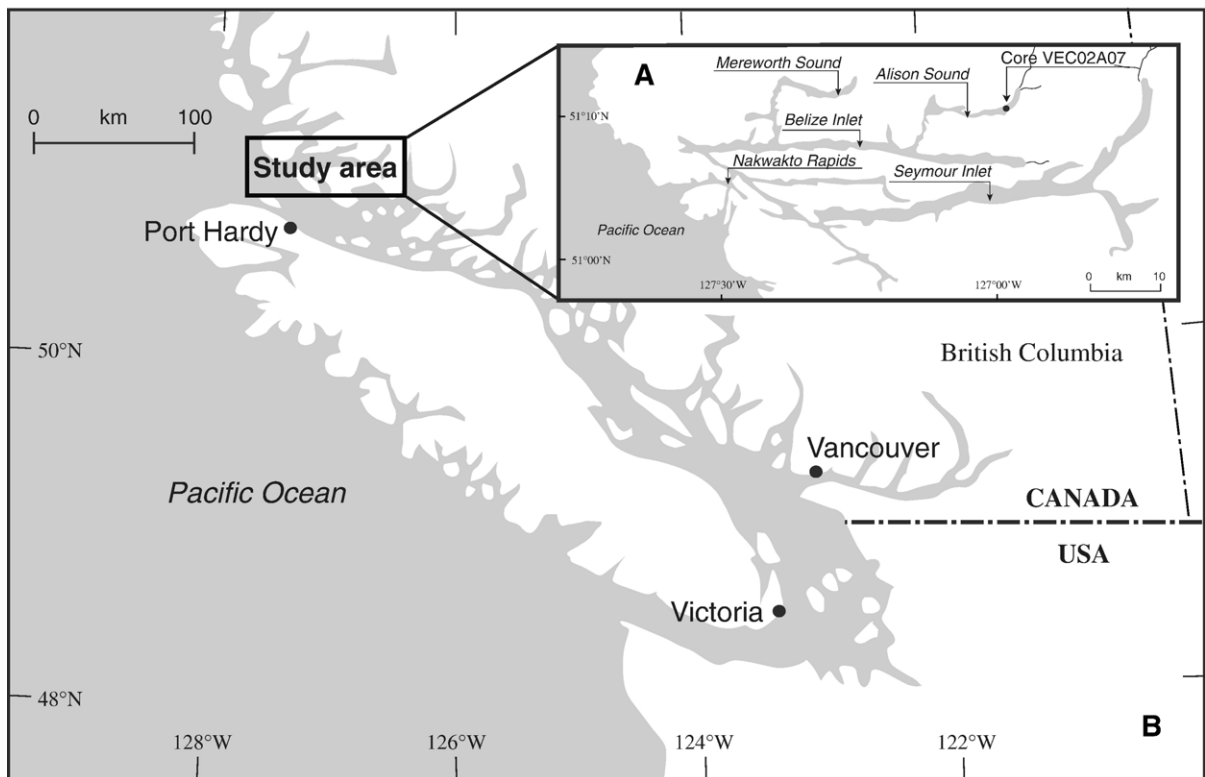 0 km 100
Study area
Port Hardy
50°N
Pacific Ocean
48°N
128°W
126°W
124°W
122°W
Victoria
Vancouver
British Columbia
CANADA
USA
B
A
Mereworth Sound
Alison Sound
Core VEC02A07
51°10'N
Belize Inlet
Nakwakto Rapids
Seymour Inlet
Pacific Ocean
51°00'N
127°30'W
127°00'W
0 km 10